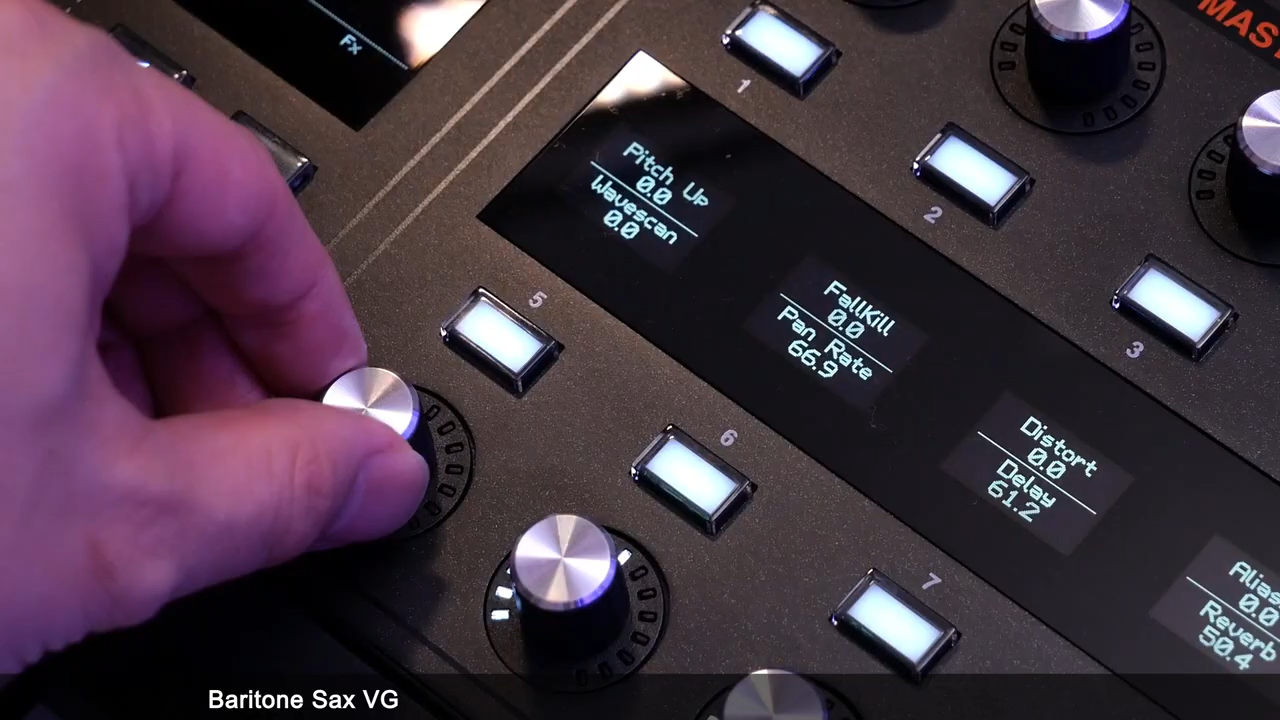 Fx
MAS
1
2
3
Pitch Up
0.0
Wavescan
0.0
FallKill
0.0
Pan Rate
66.9
Distort
0.0
Delay
61.2
Alias
0.0
Reverb
50.4
5
6
7
Baritone Sax VG